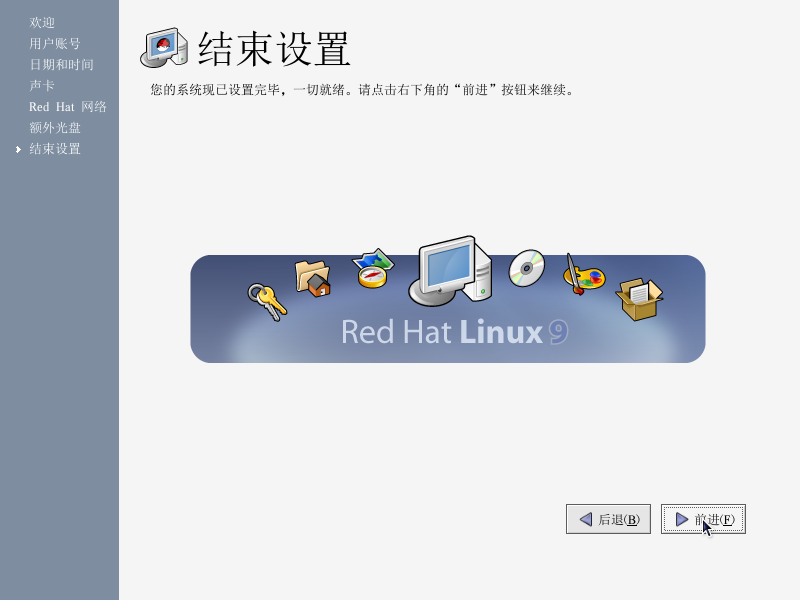 欢迎
用户账号
日期和时间
声卡
Red Hat 网络
额外光盘
结束设置
结束设置
您的系统现已设置完毕，一切就绪。请点击右下角的“前进”按钮来继续。
Red Hat Linux 9
后退(B)
前进(F)